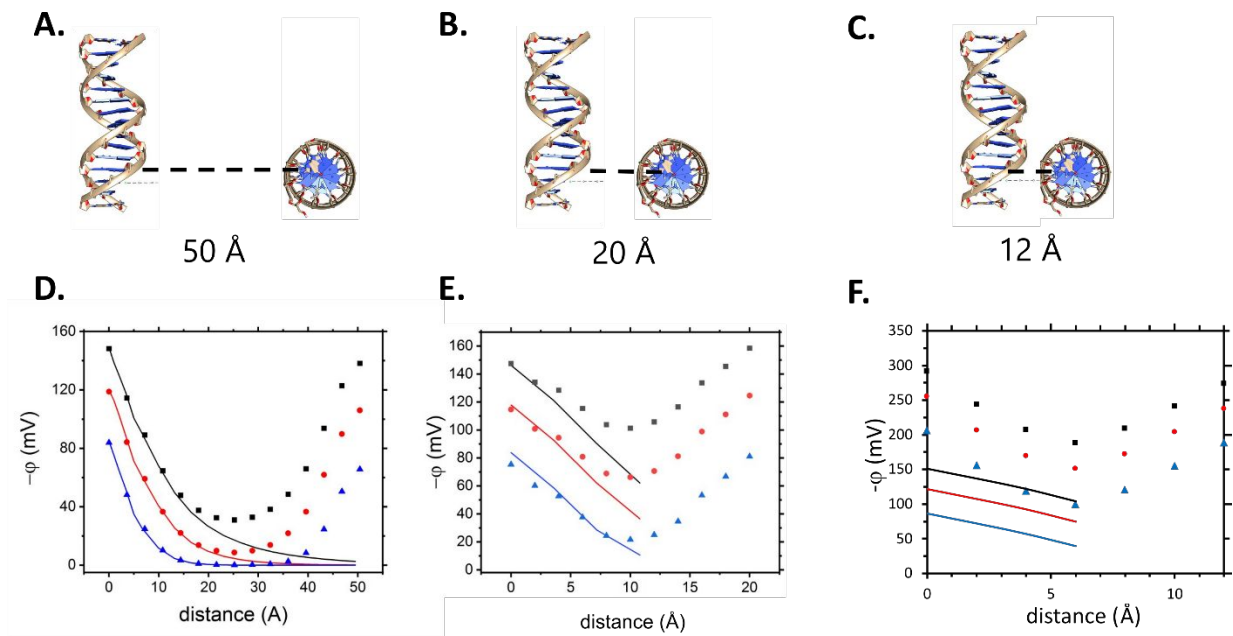 A.
B.
C.
50 Å
20 Å
12 Å
D.
E.
F.
160
120
80
40
0
−φ (mV)
0 10 20 30 40 50
distance (A)
160
140
120
100
80
60
40
20
0
−φ (mV)
0 5 10 15 20
distance (Å)
350
300
250
200
150
100
50
0
-φ (mV)
0 5 10
distance (Å)